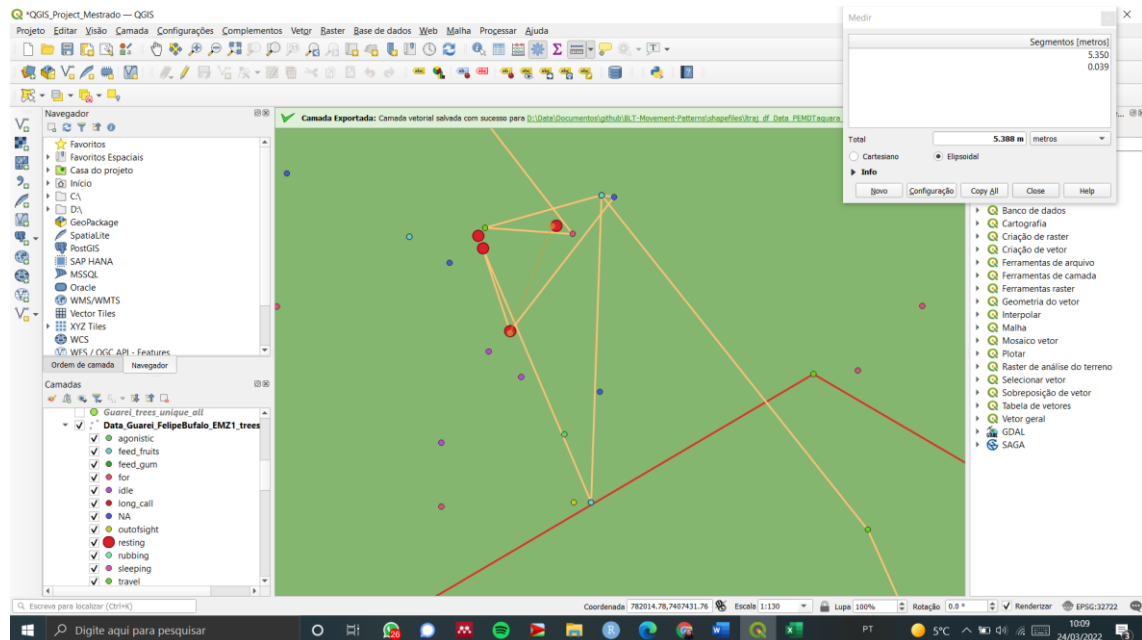 *QGIS_Project_Mestrado — QGIS
Projeto Editar Visão Camada Configurações Complementos Vetor Raster Base de dados Web Malha Processar Ajuda
Medir
Segmentos [metros]
5.350
0.039
Total 5.388 m metros
Cartesiano Elipsoidal
Info
Novo Configuração Copy All Close Help
Navegador
Favoritos
Favoritos Espaciais
Casa do projeto
Início
C:\
D:\
GeoPackage
SpatiaLite
PostGIS
SAP HANA
MSSQL
Oracle
WMS/WMTS
Vector Tiles
XYZ Tiles
WCS
WFS / OGC API - Features
Ordem de camada Navegador
Camada Exportada: Camada vetorial salvada com sucesso para D:\Data\Documentos\github\BLT-Movement-Patterns\shapefiles\ltraj_df_Data_PEMDTaquara
Banco de dados
Cartografia
Criação de raster
Criação de vetor
Ferramentas de arquivo
Ferramentas de camada
Ferramentas raster
Geometria do vetor
Interpolar
Malha
Mosaico vetor
Plotar
Raster de análise do terreno
Selecionar vetor
Sobreposição de vetor
Tabela de vetores
Vetor geral
GDAL
SAGA
Camadas
Guarei_trees_unique_all
Data_Guarei_FelipeBufalo_EMZ1_trees
agonistic
feed_fruits
feed_gum
for
idle
long_call
NA
outofsight
resting
rubbing
sleeping
travel
Escreva para localizar (Ctrl+K)
Coordenada 782014.78,7407431.76 Escala 1:130 Lupa 100% Rotação 0.0 ° Renderizar EPSG:32722
Digite aqui para pesquisar
26
PT
5°C
10:09
24/03/2022